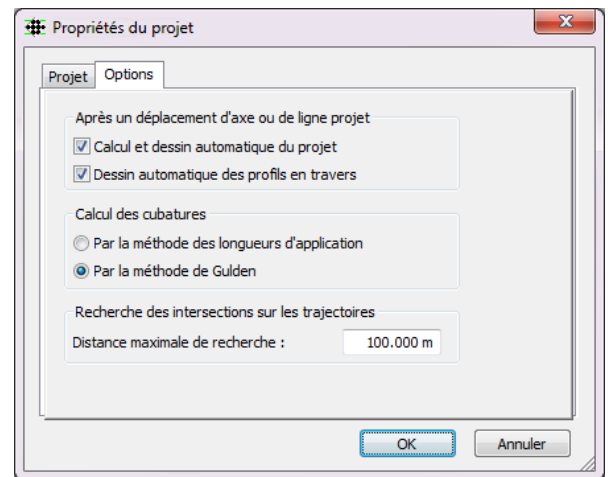 Propriétés du projet
Projet
Options
Après un déplacement d'axe ou de ligne projet
Calcul et dessin automatique du projet
Dessin automatique des profils en travers
Calcul des cubatures
Par la méthode des longueurs d'application
Par la méthode de Gulden
Recherche des intersections sur les trajectoires
Distance maximale de recherche : 100.000 m
OK Annuler